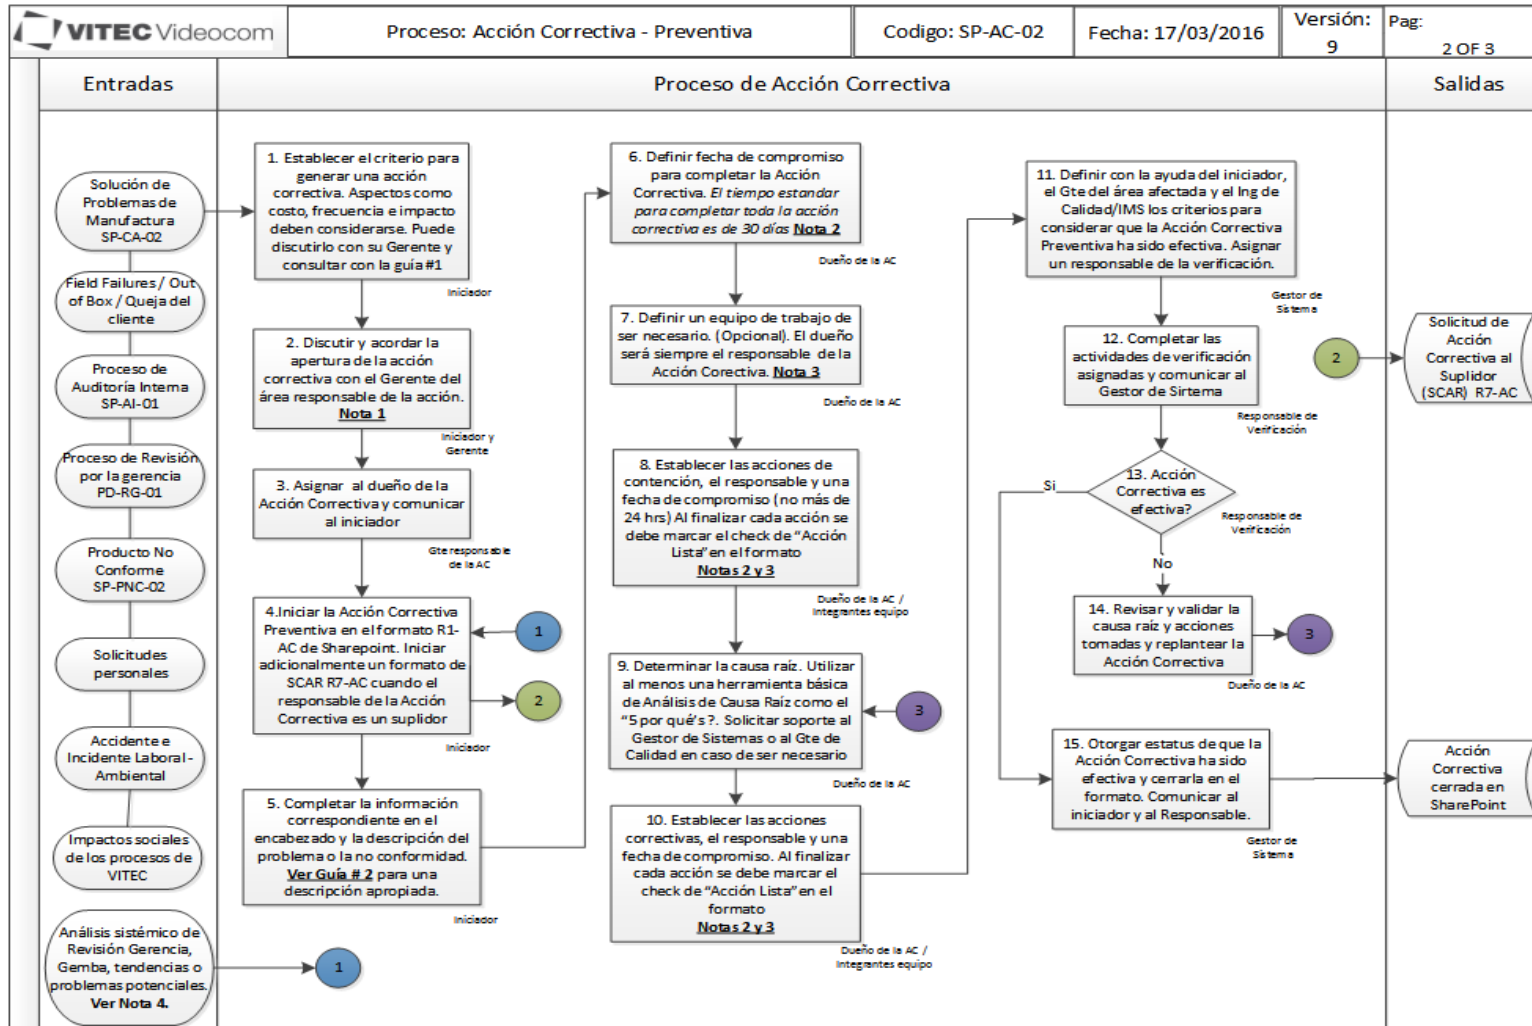 VITEC Videocom
Proceso: Acción Correctiva - Preventiva
Codigo: SP-AC-02
Fecha: 17/03/2016
Versión:
9
Pag:
2 OF 3
Entradas
Proceso de Acción Correctiva
Salidas
Solución de
Problemas de
Manufactura
SP-CA-02
Field Failures / Out
of Box / Queja del
cliente
Proceso de
Auditoría Interna
SP-AI-01
Proceso de Revisión
por la gerencia
PD-RG-01
Producto No
Conforme
SP-PNC-02
Solicitudes
personales
Accidente e
Incidente Laboral -
Ambiental
Impactos sociales
de los procesos de
VITEC
Análisis sistémico de
Revisión Gerencia,
Gemba, tendencias o
problemas potenciales.
Ver Nota 4.
1
1. Establecer el criterio para
generar una acción
correctiva. Aspectos como
costo, frecuencia e impacto
deben considerarse. Puede
discutirlo con su Gerente y
consultar con la guía #1
Iniciador
2. Discutir y acordar la
apertura de la acción
correctiva con el Gerente del
área responsable de la acción.
Nota 1
Iniciador y
Gerente
3. Asignar al dueño de la
Acción Correctiva y comunicar
al iniciador
Gte responsable
de la AC
4.Iniciar la Acción Correctiva
Preventiva en el formato R1-
AC de Sharepoint. Iniciar
adicionalmente un formato de
SCAR R7-AC cuando el
responsable de la Acción
Correctiva es un suplidor
1
2
Iniciador
5. Completar la información
correspondiente en el
encabezado y la descripción del
problema o la no conformidad.
Ver Guía # 2 para una
descripción apropiada.
Iniciador
6. Definir fecha de compromiso
para completar la Acción
Correctiva. El tiempo estandar
para completar toda la acción
correctiva es de 30 días Nota 2
Dueño de la AC
7. Definir un equipo de trabajo de
ser necesario. (Opcional). El dueño
será siempre el responsable de la
Acción Corectiva. Nota 3
Dueño de la AC
8. Establecer las acciones de
contención, el responsable y una
fecha de compromiso (no más de
24 hrs) Al finalizar cada acción se
debe marcar el check de “Acción
Lista” en el formato
Notas 2 y 3
Dueño de la AC /
Integrantes equipo
9. Determinar la causa raíz. Utilizar
al menos una herramienta básica
de Análisis de Causa Raíz como el
“5 por qué’s ?. Solicitar soporte al
Gestor de Sistemas o al Gte de
Calidad en caso de ser necesario
3
Dueño de la AC
10. Establecer las acciones
correctivas, el responsable y una
fecha de compromiso. Al finalizar
cada acción se debe marcar el
check de “Acción Lista” en el
formato
Notas 2 y 3
Dueño de la AC /
Integrantes equipo
11. Definir con la ayuda del iniciador,
el Gte del área afectada y el Ing de
Calidad/IMS los criterios para
considerar que la Acción Correctiva
Preventiva ha sido efectiva. Asignar
un responsable de la verificación.
Gestor de
Sistema
12. Completar las
actividades de verificación
asignadas y comunicar al
Gestor de Sirtema
Responsable de
Verificación
13. Acción
Correctiva es
efectiva?
Responsable de
Verificación
Si
No
14. Revisar y validar la
causa raíz y acciones
tomadas y replantear la
Acción Correctiva
3
Dueño de la AC
15. Otorgar estatus de que la
Acción Correctiva ha sido
efectiva y cerrarla en el
formato. Comunicar al
iniciador y al Responsable.
Gestor de
Sistema
2
Solicitud de
Acción
Correctiva al
Suplidor
(SCAR) R7-AC
Acción
Correctiva
cerrada en
SharePoint